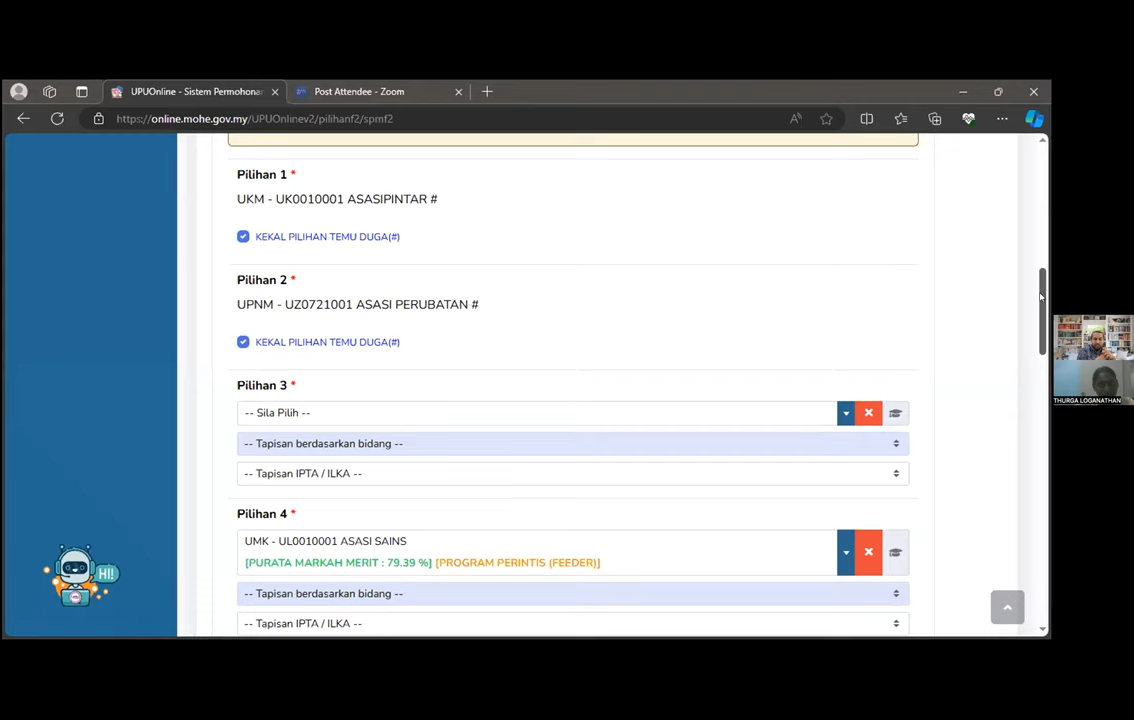 UPUOnline - Sistem Permohonan
Post Attendee - Zoom
https://online.mohe.gov.my/UPUOnlinev2/pilihanf2/spmf2
Pilihan 1 *
UKM - UK0010001 ASASIPINTAR #
KEKAL PILIHAN TEMU DUGA(#)
Pilihan 2 *
UPNM - UZ0721001 ASASI PERUBATAN #
KEKAL PILIHAN TEMU DUGA(#)
Pilihan 3 *
-- Sila Pilih --
-- Tapisan berdasarkan bidang --
-- Tapisan IPTA / ILKA --
Pilihan 4 *
UMK - UL0010001 ASASI SAINS
[PURATA MARKAH MERIT : 79.39 %] [PROGRAM PERINTIS (FEEDER)]
-- Tapisan berdasarkan bidang --
-- Tapisan IPTA / ILKA --
HI!
THURGA LOGANATHAN